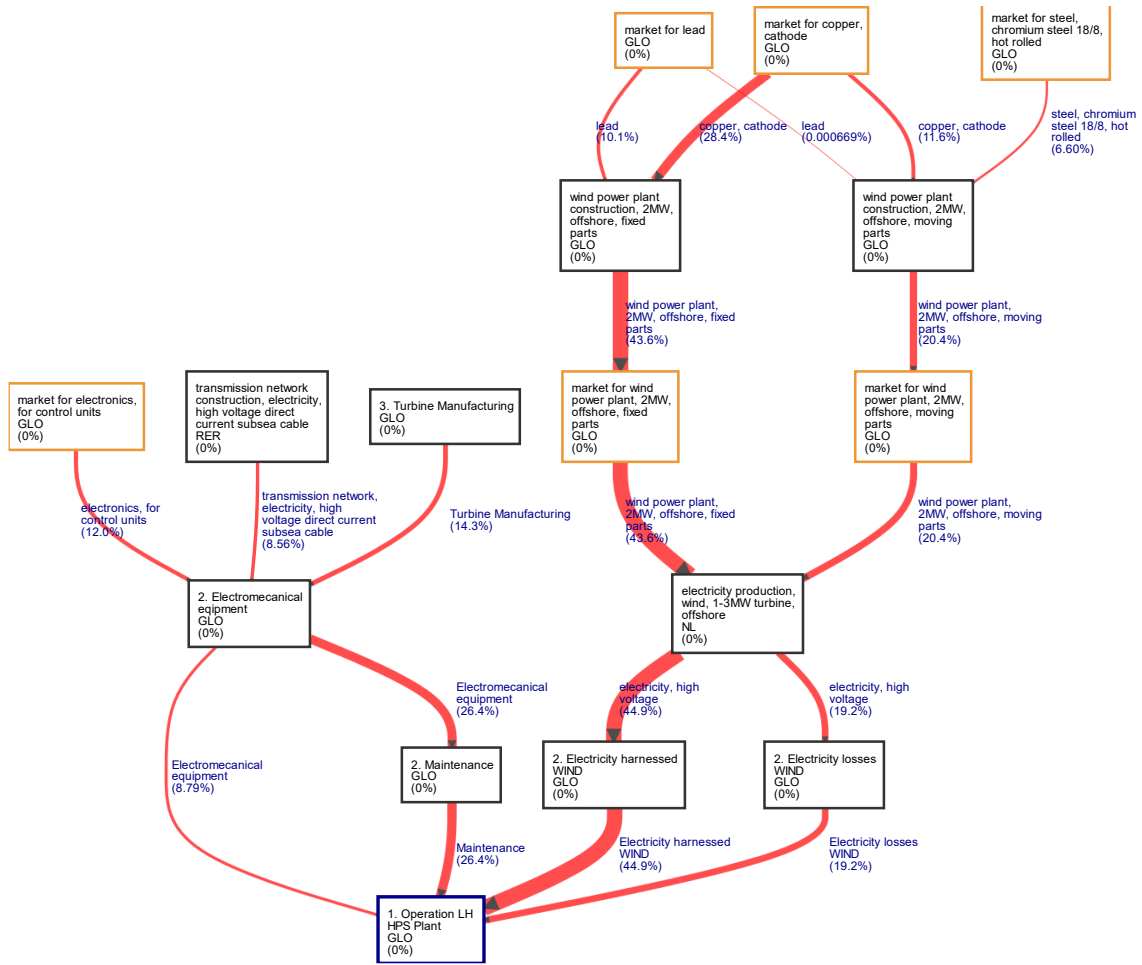 market for lead
GLO
(0%)
market for copper,
cathode
GLO
(0%)
market for steel,
chromium steel 18/8,
hot rolled
GLO
(0%)
lead
(10.1%)
copper, cathode
(28.4%)
lead
(0.000669%)
copper, cathode
(11.6%)
steel, chromium
steel 18/8, hot
rolled
(6.60%)
wind power plant
construction, 2MW,
offshore, fixed
parts
GLO
(0%)
wind power plant
construction, 2MW,
offshore, moving
parts
GLO
(0%)
wind power plant,
2MW, offshore, fixed
parts
(43.6%)
wind power plant,
2MW, offshore, moving
parts
(20.4%)
market for electronics,
for control units
GLO
(0%)
transmission network
construction, electricity,
high voltage direct
current subsea cable
RER
(0%)
3. Turbine Manufacturing
GLO
(0%)
market for wind
power plant, 2MW,
offshore, fixed
parts
GLO
(0%)
market for wind
power plant, 2MW,
offshore, moving
parts
GLO
(0%)
electronics, for
control units
(12.0%)
transmission network,
electricity, high
voltage direct current
subsea cable
(8.56%)
Turbine Manufacturing
(14.3%)
wind power plant,
2MW, offshore, fixed
parts
(43.6%)
wind power plant,
2MW, offshore, moving
parts
(20.4%)
2. Electromecanical
eqipment
GLO
(0%)
electricity production,
wind, 1-3MW turbine,
offshore
NL
(0%)
Electromecanical
equipment
(26.4%)
electricity, high
voltage
(44.9%)
electricity, high
voltage
(19.2%)
Electromecanical
equipment
(8.79%)
2. Maintenance
GLO
(0%)
2. Electricity harnessed
WIND
GLO
(0%)
2. Electricity losses
WIND
GLO
(0%)
Maintenance
(26.4%)
Electricity harnessed
WIND
(44.9%)
Electricity losses
WIND
(19.2%)
1. Operation LH
HPS Plant
GLO
(0%)